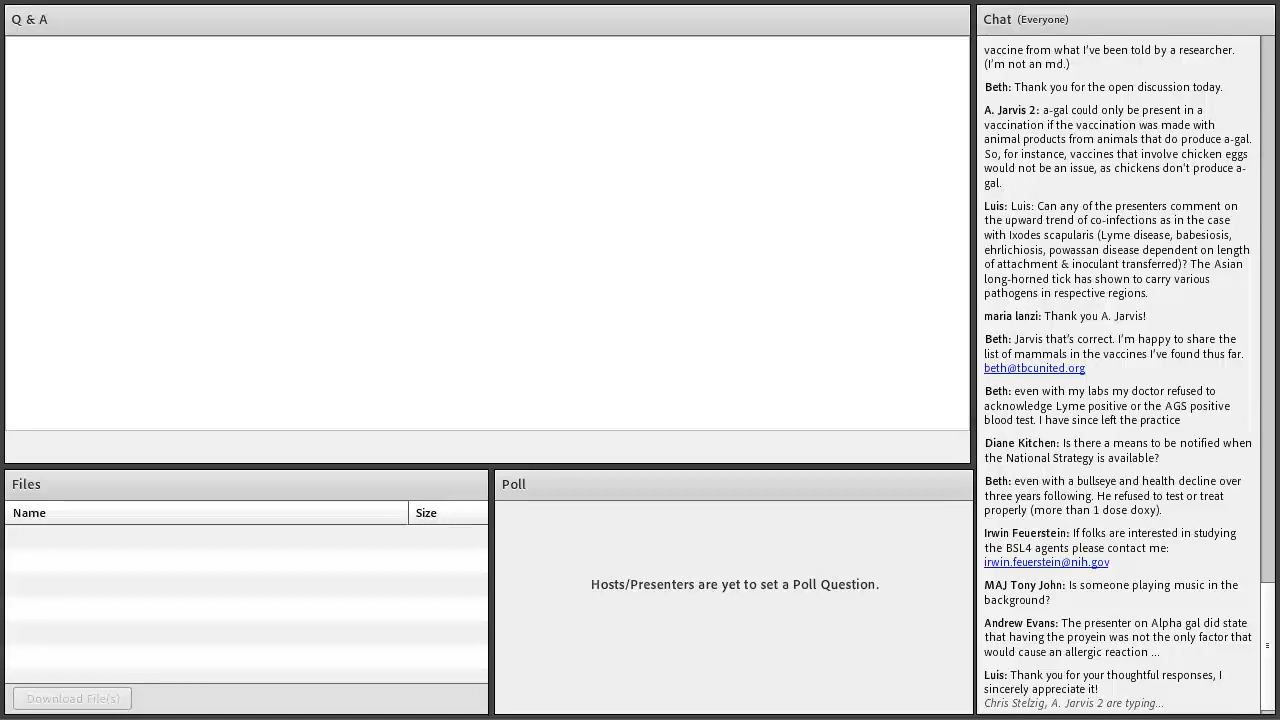 Q & A
Chat (Everyone)
vaccine from what I've been told by a researcher.
(I'm not an md.)
Beth: Thank you for the open discussion today.
A. Jarvis 2: a-gal could only be present in a
vaccination if the vaccination was made with
animal products from animals that do produce a-gal.
So, for instance, vaccines that involve chicken eggs
would not be an issue, as chickens don't produce a-
gal.
Luis: Luis: Can any of the presenters comment on
the upward trend of co-infections as in the case
with Ixodes scapularis (Lyme disease, babesiosis,
ehrlichiosis, powassan disease dependent on length
of attachment & inoculant transferred)? The Asian
long-horned tick has shown to carry various
pathogens in respective regions.
maria lanzi: Thank you A. Jarvis!
Beth: Jarvis that's correct. I'm happy to share the
list of mammals in the vaccines I've found thus far.
beth@tbcunited.org
Beth: even with my labs my doctor refused to
acknowledge Lyme positive or the AGS positive
blood test. I have since left the practice
Diane Kitchen: Is there a means to be notified when
the National Strategy is available?
Beth: even with a bullseye and health decline over
three years following. He refused to test or treat
properly (more than 1 dose doxy).
Irwin Feuerstein: If folks are interested in studying
the BSL4 agents please contact me:
irwin.feuerstein@nih.gov
MAJ Tony John: Is someone playing music in the
background?
Andrew Evans: The presenter on Alpha gal did state
that having the proyein was not the only factor that
would cause an allergic reaction ...
Luis: Thank you for your thoughtful responses, I
sincerely appreciate it!
Chris Stelzig, A. Jarvis 2 are typing...
Files
Name
Size
Download File(s)
Poll
Hosts/Presenters are yet to set a Poll Question.